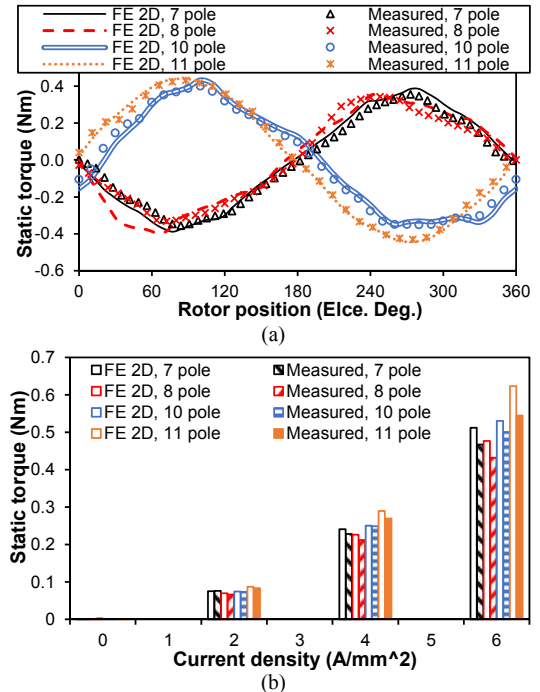 FE 2D, 7 pole Measured, 7 pole
FE 2D, 8 pole Measured, 8 pole
FE 2D, 10 pole Measured, 10 pole
FE 2D, 11 pole Measured, 11 pole
Static torque (Nm)
0.4
0.2
0.0
-0.2
-0.4
-0.6
0 60 120 180 240 300 360
Rotor position (Elce. Deg.)
(a)
Static torque (Nm)
0.7
0.6
0.5
0.4
0.3
0.2
0.1
0
FE 2D, 7 pole Measured, 7 pole
FE 2D, 8 pole Measured, 8 pole
FE 2D, 10 pole Measured, 10 pole
FE 2D, 11 pole Measured, 11 pole
0 1 2 3 4 5 6
Current density (A/mm^2)
(b)